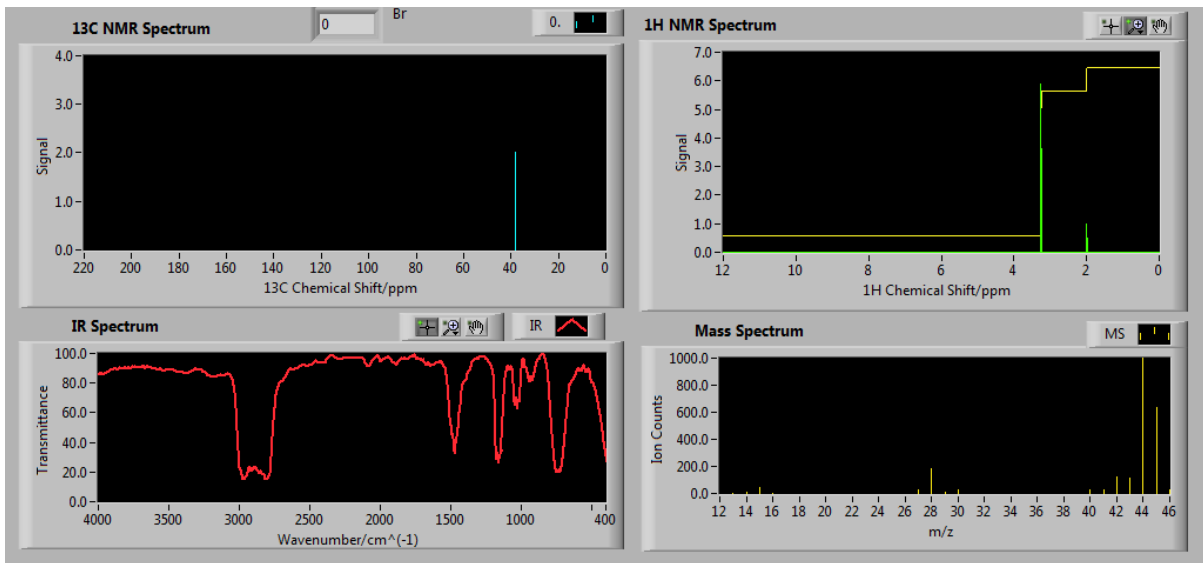 13C NMR Spectrum
0
Br
0.
Signal
4.0
3.0
2.0
1.0
0.0
220 200 180 160 140 120 100 80 60 40 20 0
13C Chemical Shift/ppm
1H NMR Spectrum
Signal
7.0
6.0
5.0
4.0
3.0
2.0
1.0
0.0
12 10 8 6 4 2 0
1H Chemical Shift/ppm
IR Spectrum
IR
Transmittance
100.0
80.0
60.0
40.0
20.0
0.0
4000 3000 2000 1000 400
Wavenumber/cm^(-1)
Mass Spectrum
MS
Ion Counts
1000.0
800.0
600.0
400.0
200.0
0.0
12 14 16 18 20 22 24 26 28 30 32 34 36 38 40 42 44 46
m/z